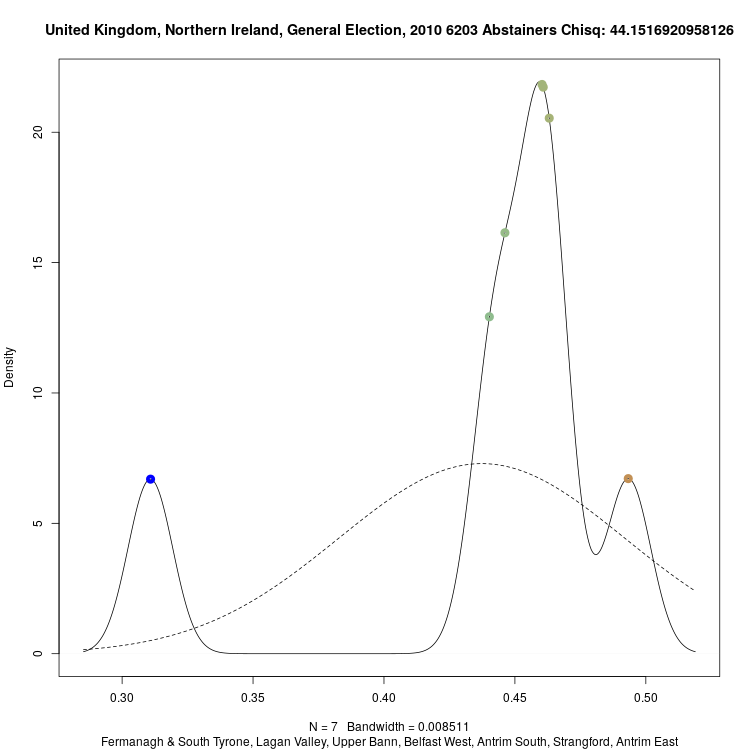 United Kingdom, Northern Ireland, General Election, 2010 6203 Abstainers Chisq: 44.1516920958126
20
15
10
5
0
Density
0.30 0.35 0.40 0.45 0.50
N = 7 Bandwidth = 0.008511
Fermanagh & South Tyrone, Lagan Valley, Upper Bann, Belfast West, Antrim South, Strangford, Antrim East